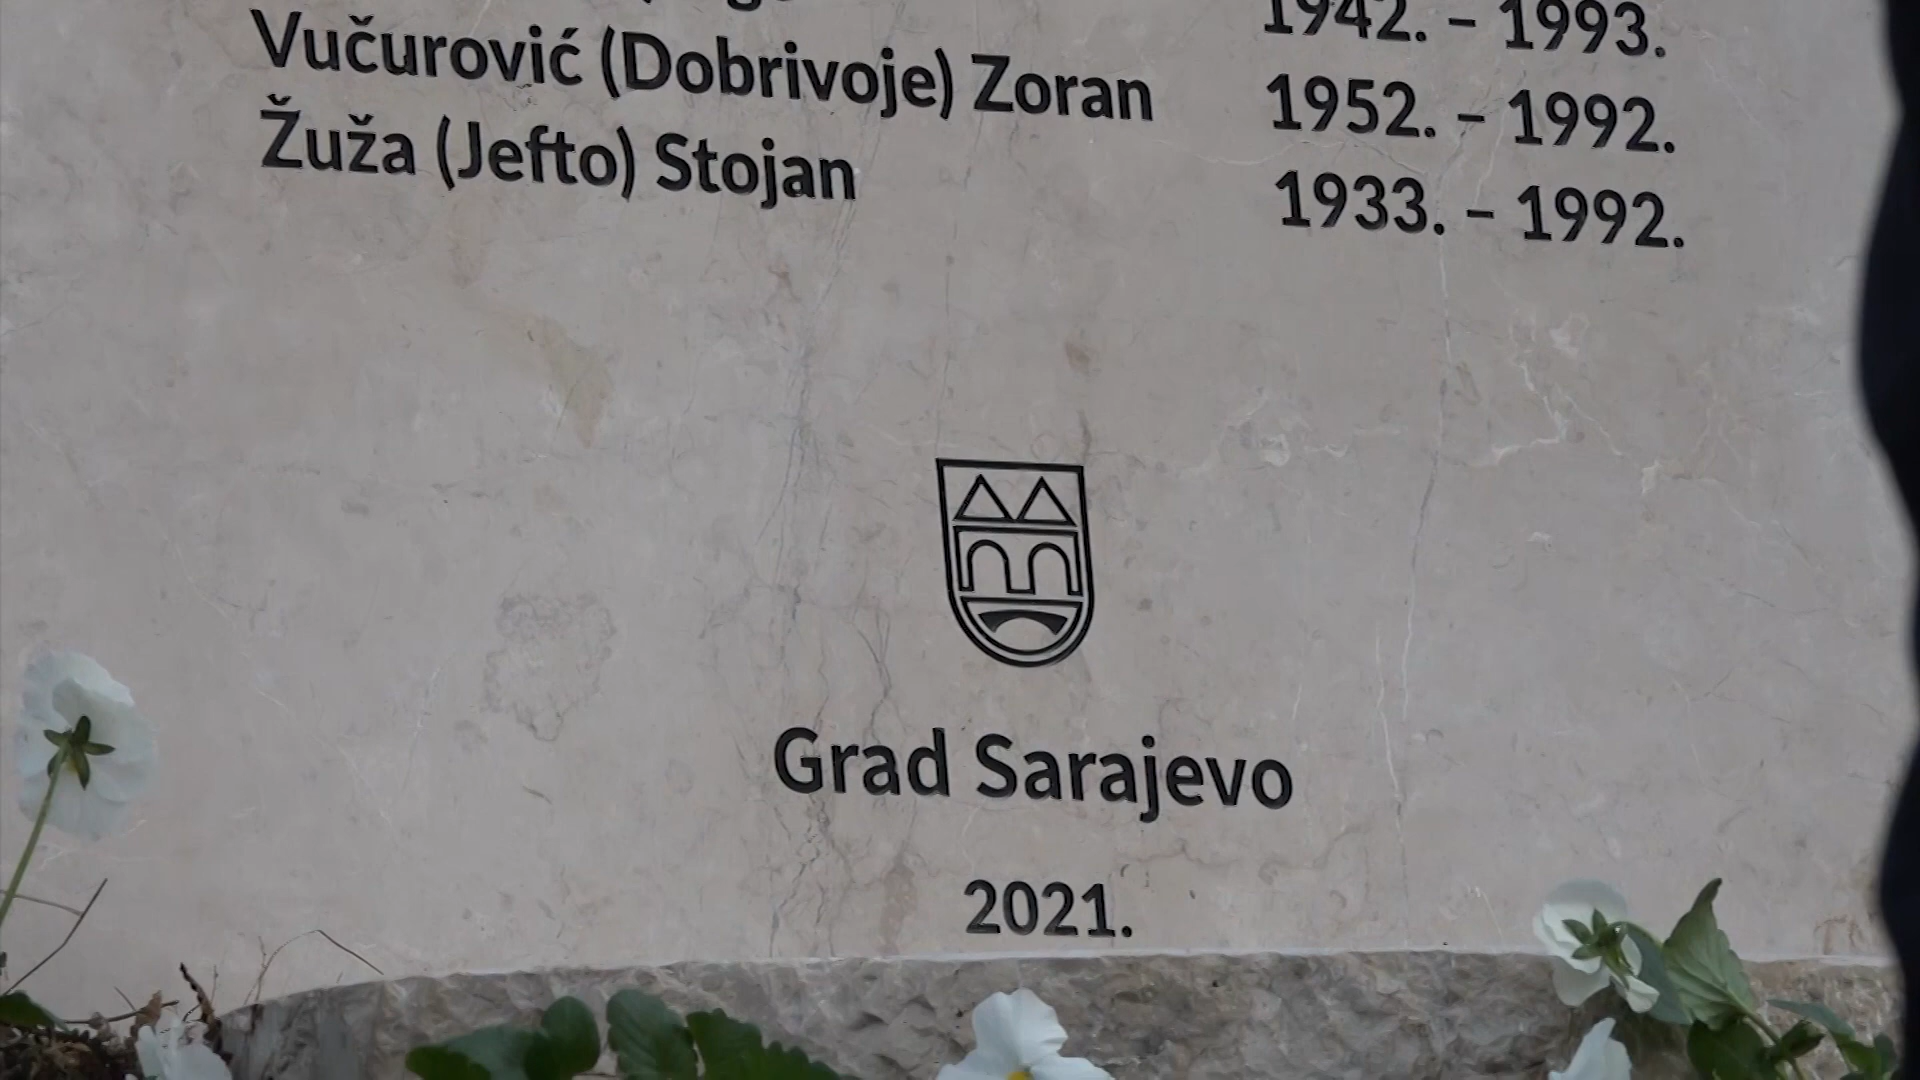 1942. – 1993.
Vučurović (Dobrivoje) Zoran 1952. – 1992.
Žuža (Jefto) Stojan 1933. – 1992.
Grad Sarajevo
2021.